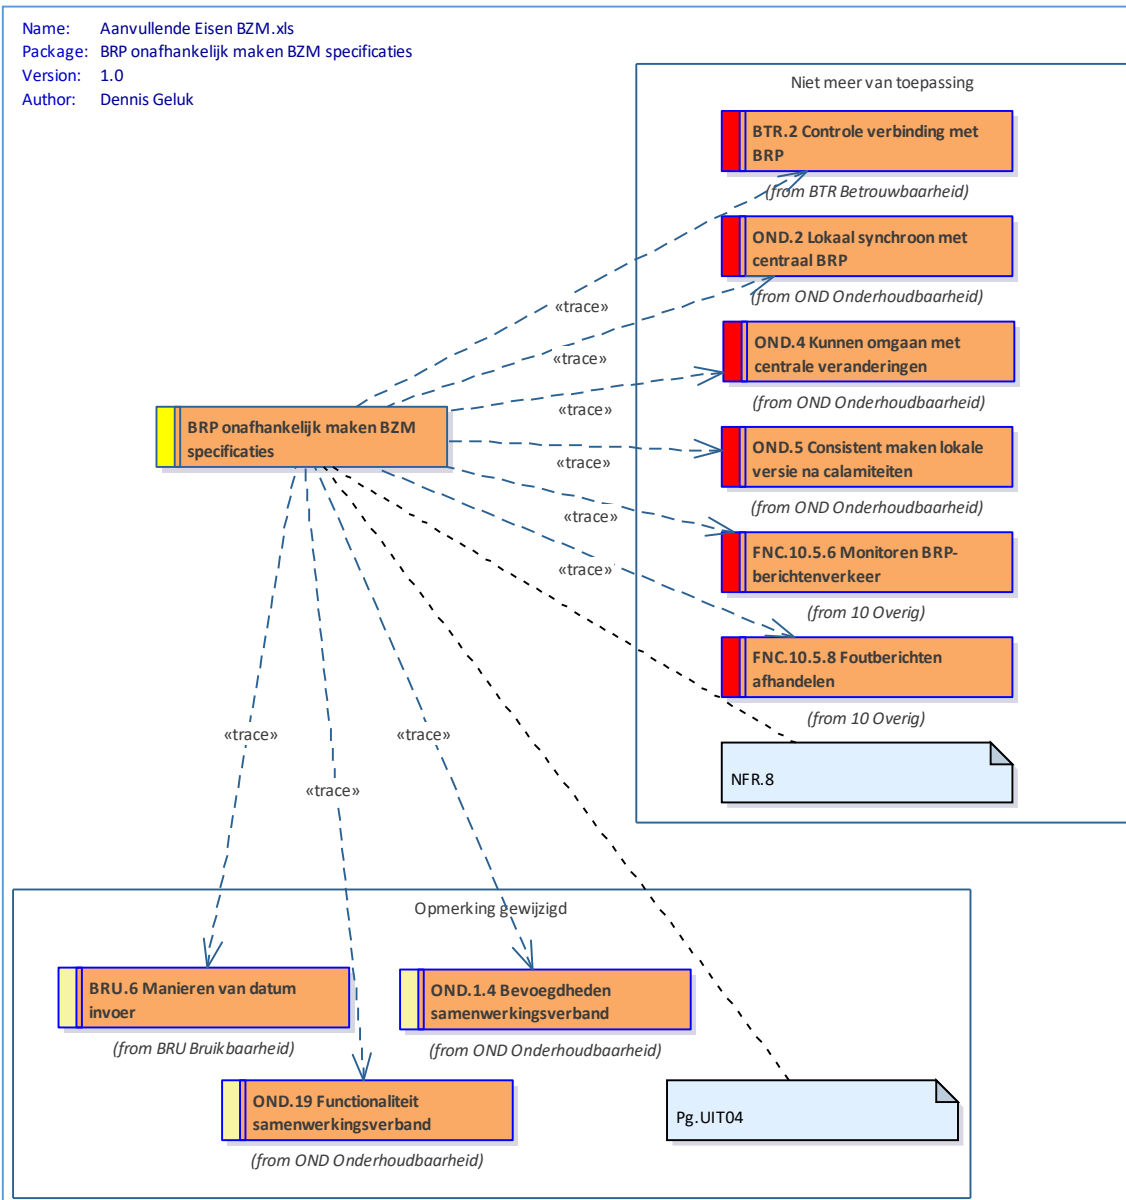 Name: Aanvullende Eisen BZM.xls
Package: BRP onafhankelijk maken BZM specificaties
Version: 1.0
Author: Dennis Geluk
Niet meer van toepassing
BTR.2 Controle verbinding met
BRP
(from BTR Betrouwbaarheid)
OND.2 Lokaal synchroon met
centraal BRP
(from OND Onderhoudbaarheid)
«trace»
OND.4 Kunnen omgaan met
centrale veranderingen
«trace»
(from OND Onderhoudbaarheid)
«trace»
BRP onafhankelijk maken BZM
specificaties
OND.5 Consistent maken lokale
versie na calamiteiten
«trace»
(from OND Onderhoudbaarheid)
«trace»
FNC.10.5.6 Monitoren BRP-
berichtenverkeer
«trace»
(from 10 Overig)
FNC.10.5.8 Foutberichten
afhandelen
(from 10 Overig)
«trace»
«trace»
NFR.8
«trace»
Opmerking gewijzigd
BRU.6 Manieren van datum
invoer
(from BRU Bruikbaarheid)
OND.1.4 Bevoegdheden
samenwerkingsverband
(from OND Onderhoudbaarheid)
OND.19 Functionaliteit
samenwerkingsverband
(from OND Onderhoudbaarheid)
Pg.UIT04